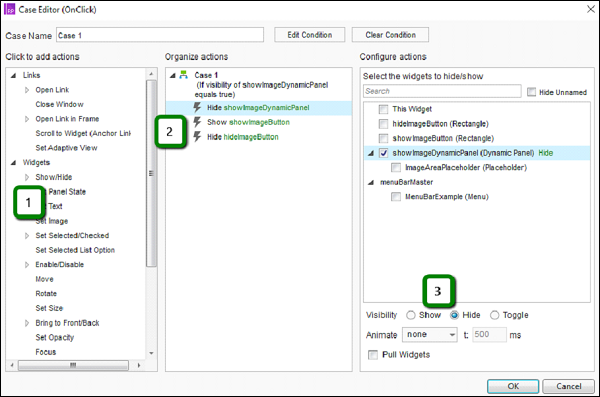 RP Case Editor (OnClick)
Case Name Case 1 Edit Condition Clear Condition
Click to add actions
Links
Open Link
Close Window
Open Link in Frame
Scroll to Widget (Anchor Link
Set Adaptive View
Widgets
Show/Hide
1
Panel State
Text
Set Image
Set Selected/Checked
Set Selected List Option
Enable/Disable
Move
Rotate
Set Size
Bring to Front/Back
Set Opacity
Focus
Organize actions
Case 1
(If visibility of showImageDynamicPanel
equals true)
Hide showImageDynamicPanel
2
Show showImageButton
Hide hideImageButton
Configure actions
Select the widgets to hide/show
Search Hide Unnamed
This Widget
hideImageButton (Rectangle)
showImageButton (Rectangle)
showImageDynamicPanel (Dynamic Panel) Hide
ImageAreaPlaceholder (Placeholder)
menuBarMaster
MenuBarExample (Menu)
3
Visibility Show Hide Toggle
Animate none t: 500 ms
Pull Widgets
OK Cancel